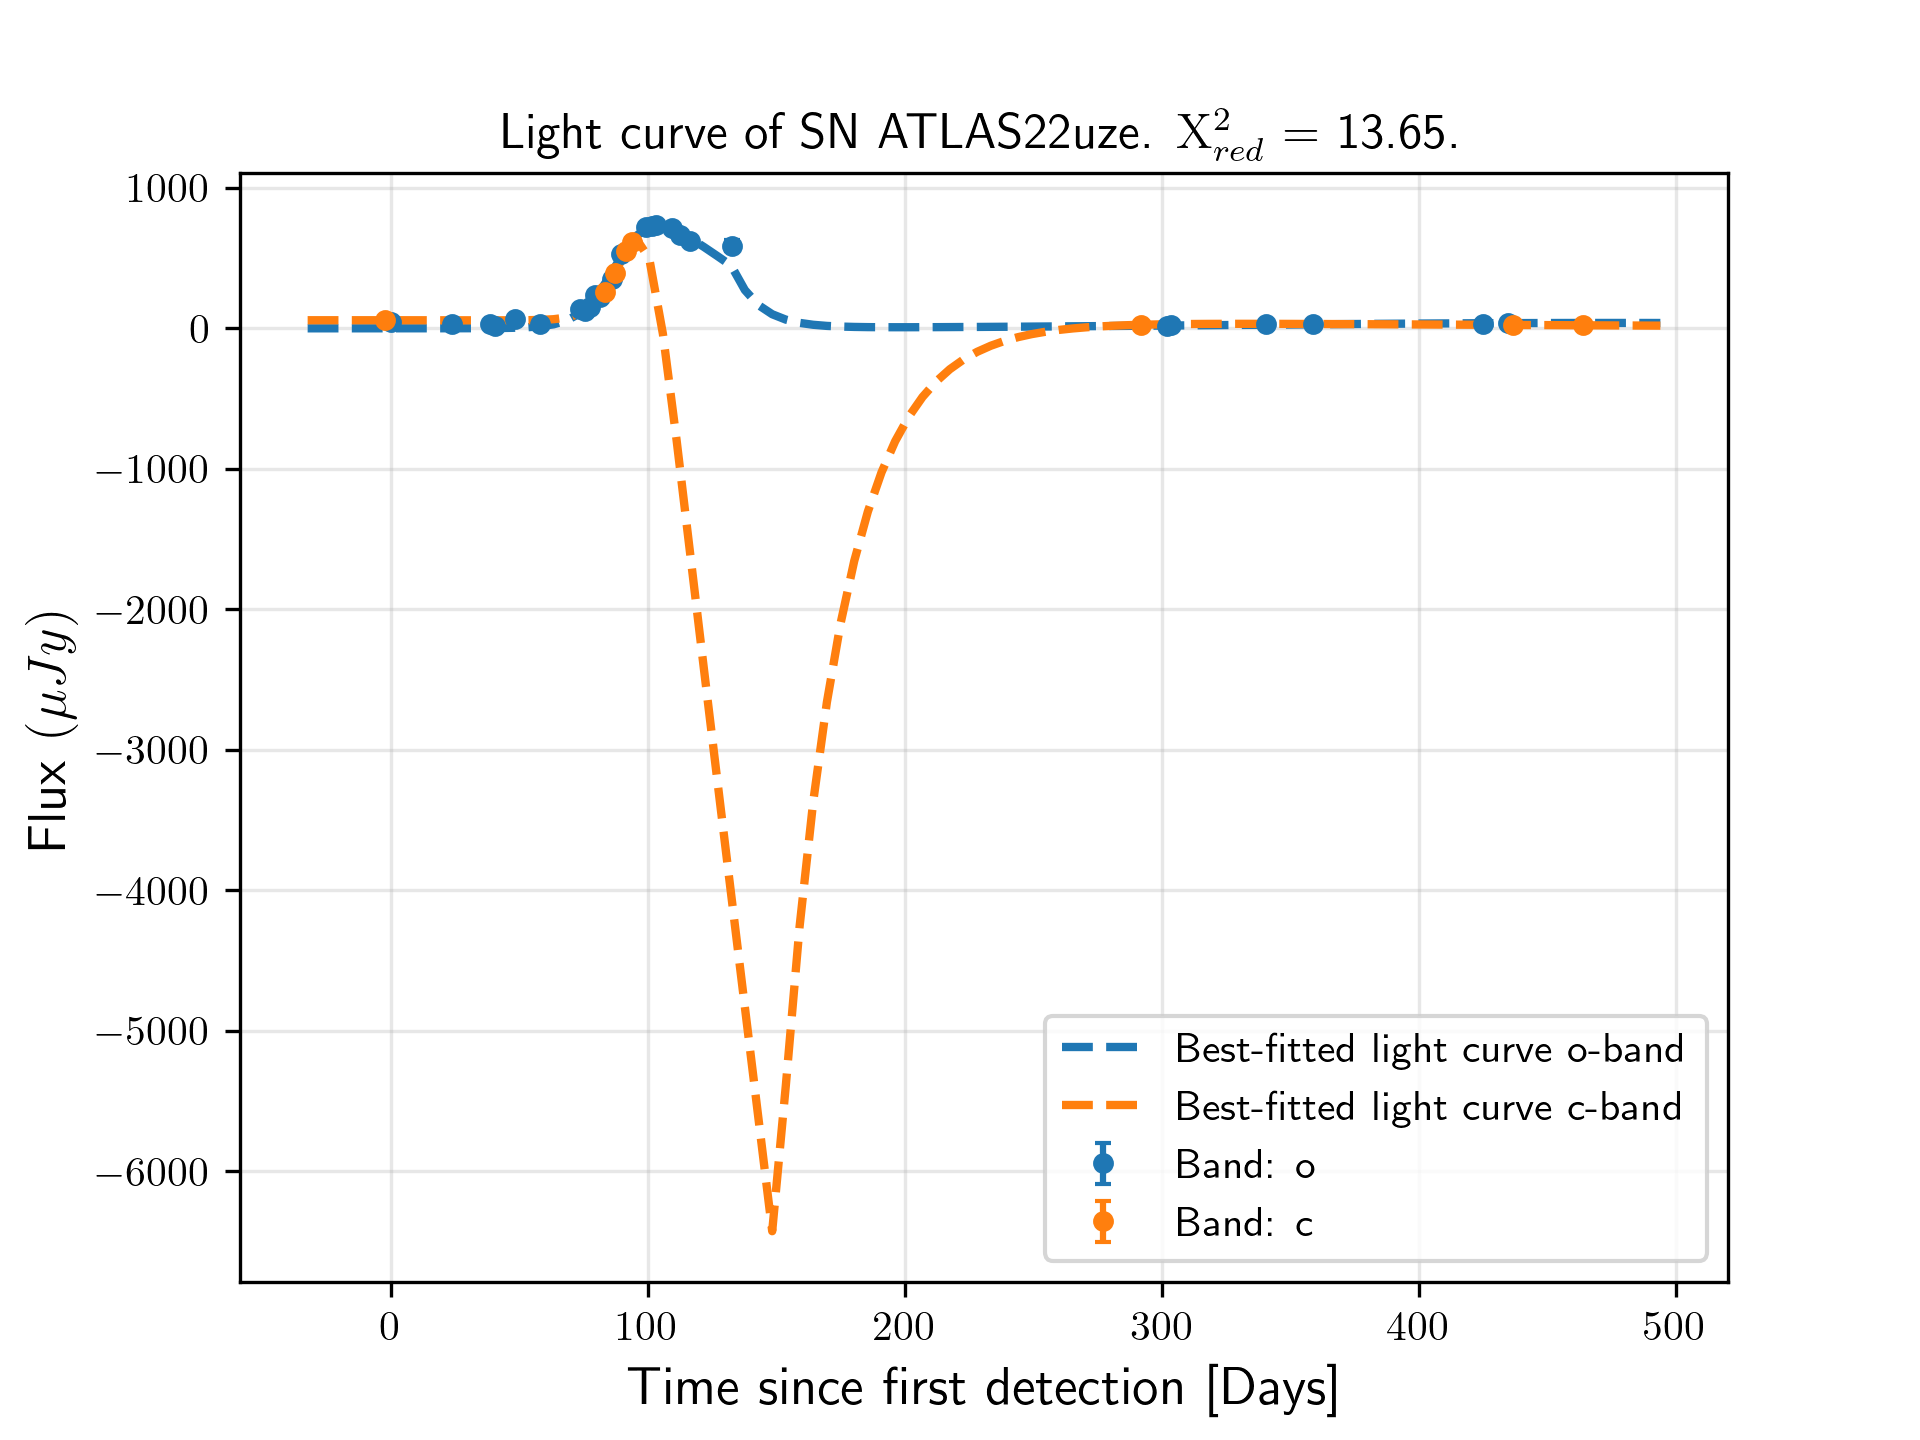 Light curve of SN ATLAS22uze. X²red = 13.65.
1000
0
−1000
−2000
−3000
−4000
−5000
−6000
Flux (μJy)
0 100 200 300 400 500
Time since first detection [Days]
Best-fitted light curve o-band
Best-fitted light curve c-band
Band: o
Band: c